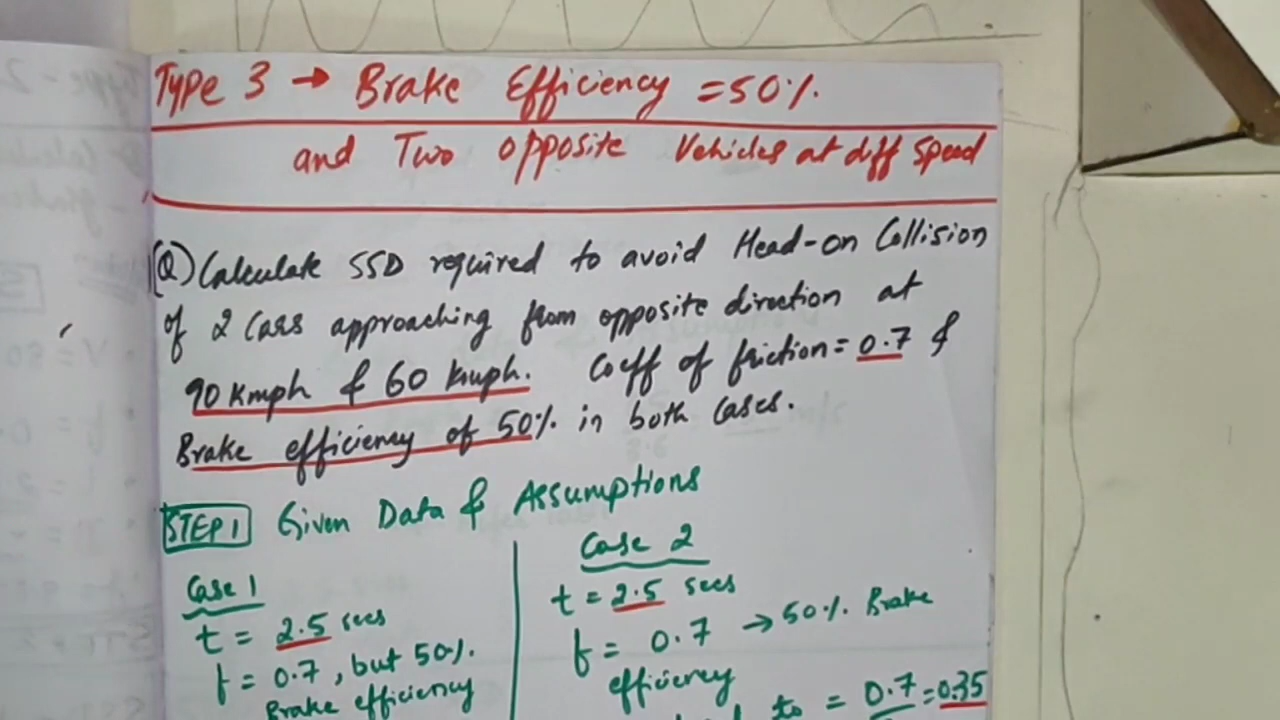 Type 3 → Brake Efficiency = 50%.
and Two opposite Vehicles at diff Speed
(Q) Calculate SSD required to avoid Head-on Collision
of 2 Cars approaching from opposite direction at
90 Kmph & 60 Kmph. Coeff of friction = 0.7 &
Brake efficiency of 50% in both Cases.
STEP 1 Given Data & Assumptions
Case 1
t = 2.5 secs
f = 0.7, but 50%.
Brake efficiency
Case 2
t = 2.5 secs
f = 0.7 → 50%. Brake
efficiency
to = 0.7 = 0.35